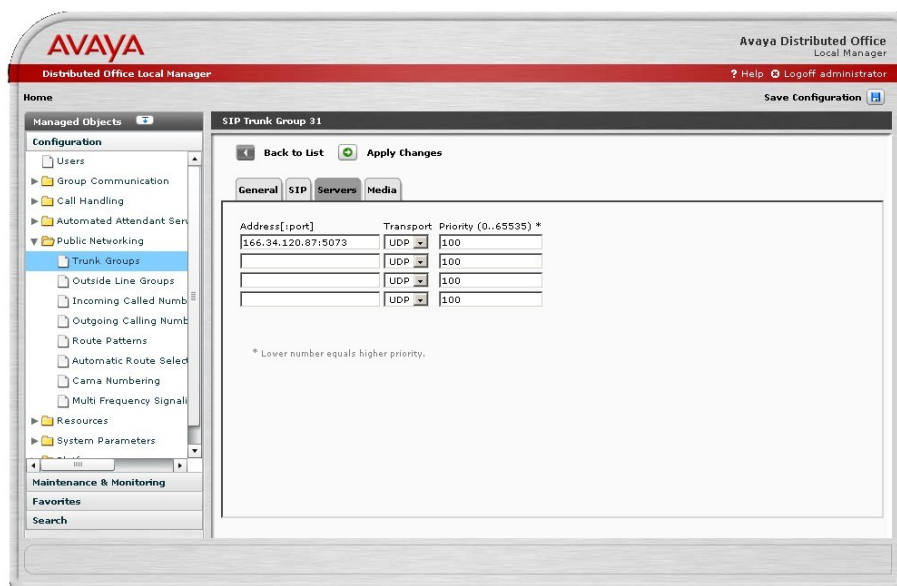 AVAYA
Avaya Distributed Office
Local Manager
Distributed Office Local Manager
? Help Logoff administrator
Home
Save Configuration
Managed Objects
SIP Trunk Group 31
Configuration
Users
Group Communication
Call Handling
Automated Attendant Serv
Public Networking
Trunk Groups
Outside Line Groups
Incoming Called Numb
Outgoing Calling Numb
Route Patterns
Automatic Route Select
Cama Numbering
Multi Frequency Signali
Resources
System Parameters
Maintenance & Monitoring
Favorites
Search
Back to List Apply Changes
General SIP Servers Media
Address[:port] Transport Priority (0..65535) *
166.34.120.87:5073 UDP 100
UDP 100
UDP 100
UDP 100
* Lower number equals higher priority.